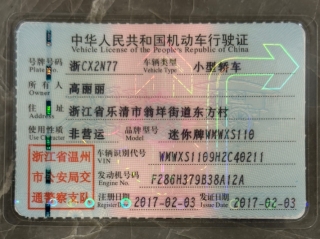 中华人民共和国机动车行驶证
Vehicle License of the People's Republic of China
号牌号码 浙CX2N77 车辆类型 小型轿车
Plate No. Vehicle Type
所有人 高丽丽
Owner
住址 浙江省乐清市翁垟街道东方村
Address
使用性质 非营运 品牌型号 迷你牌WMWXS110
Use Character Model
浙江省温州市公安局交通警察支队
车辆识别代号 WMWXS1109H2C40211
VIN
发动机号码 F286H379B38A12A
Engine No.
注册日期 2017-02-03 发证日期 2017-02-03
Register Date Issue Date